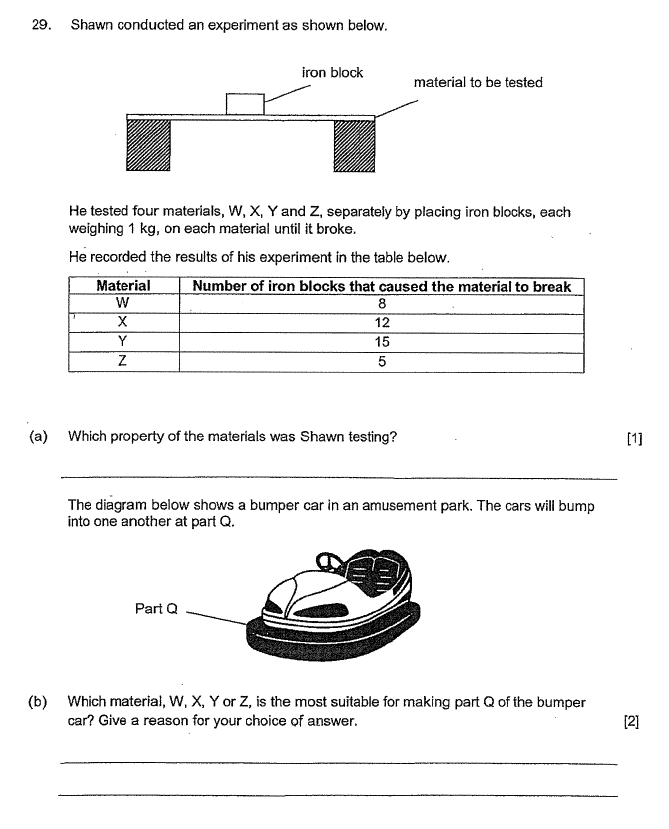 29. Shawn conducted an experiment as shown below.
iron block
material to be tested
He tested four materials, W, X, Y and Z, separately by placing iron blocks, each
weighing 1 kg, on each material until it broke.
He recorded the results of his experiment in the table below.
Material Number of iron blocks that caused the material to break
W 8
X 12
Y 15
Z 5
(a) Which property of the materials was Shawn testing? [1]
The diagram below shows a bumper car in an amusement park. The cars will bump
into one another at part Q.
Part Q
(b) Which material, W, X, Y or Z, is the most suitable for making part Q of the bumper
car? Give a reason for your choice of answer. [2]